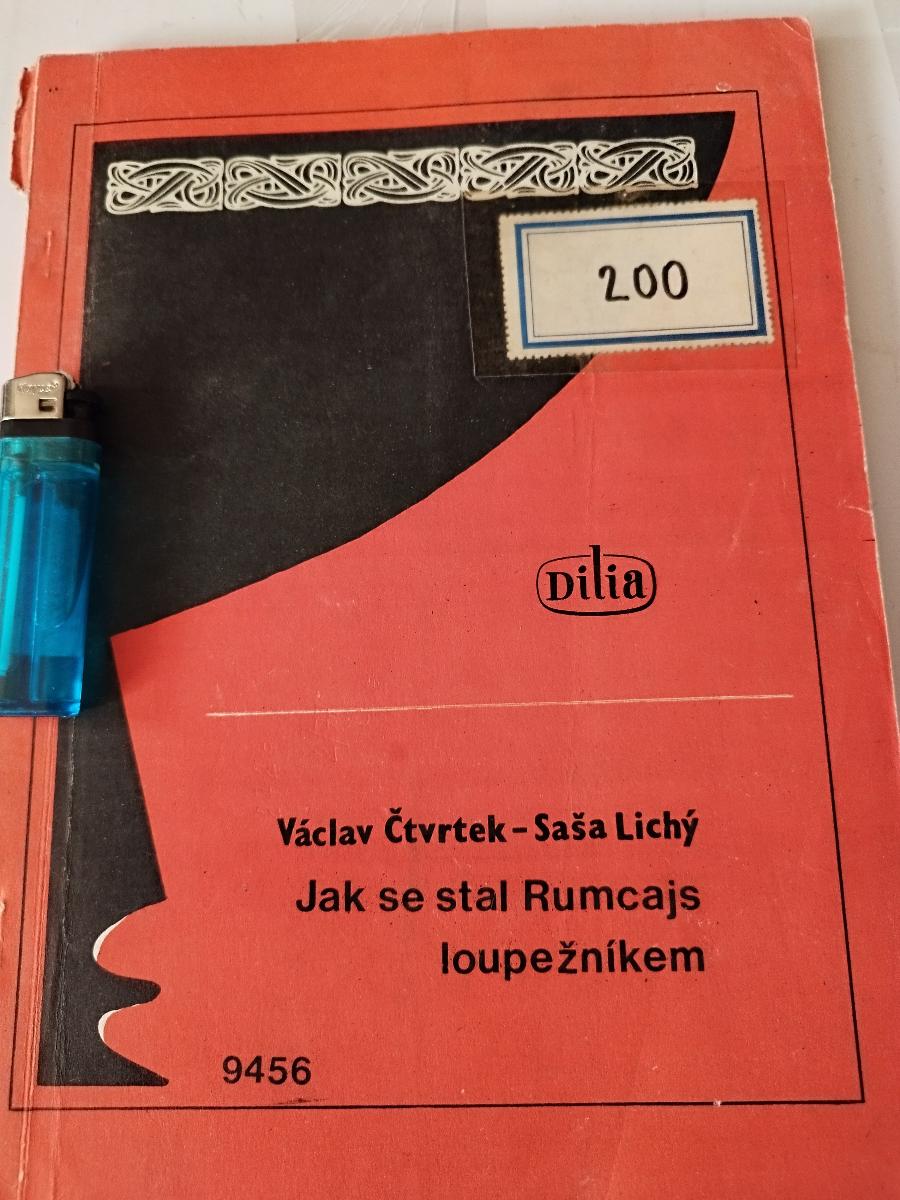 200
Dilia
Václav Čtvrtek – Saša Lichý
Jak se stal Rumcajs
loupežníkem
9456